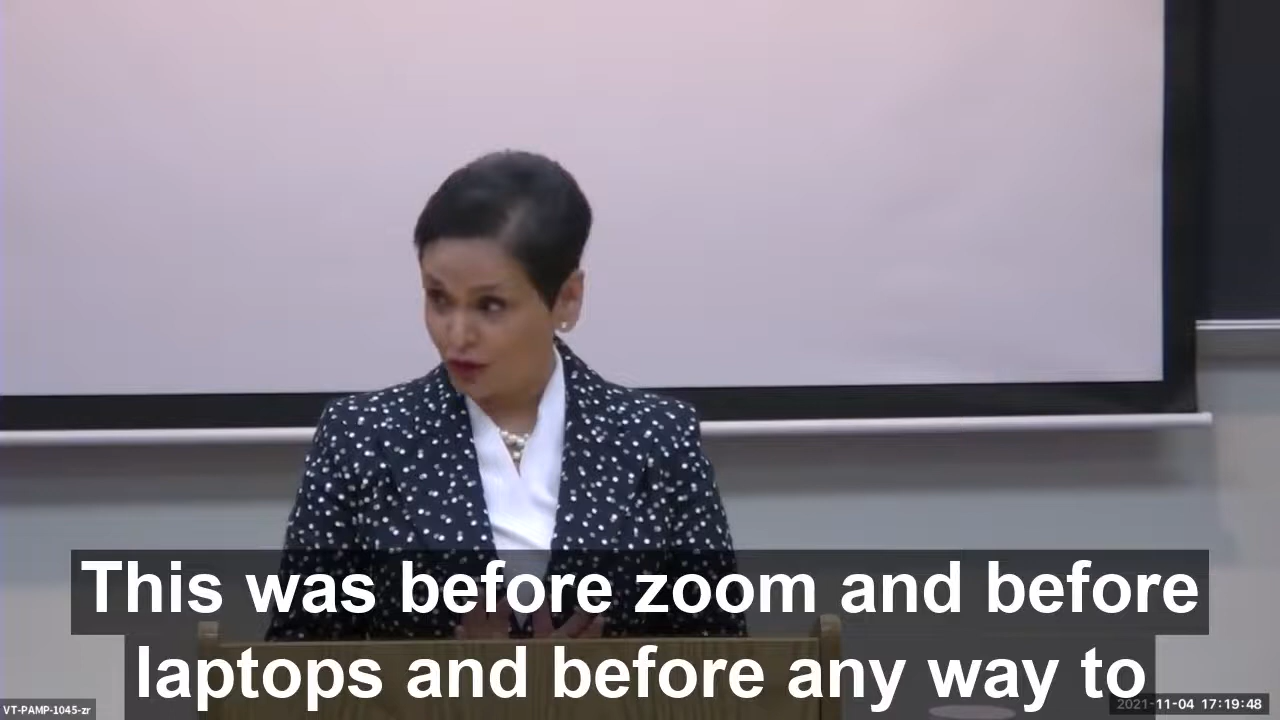 This was before zoom and before
laptops and before any way to
VT-PAMP-1045-zr
2021-11-04 17:19:48